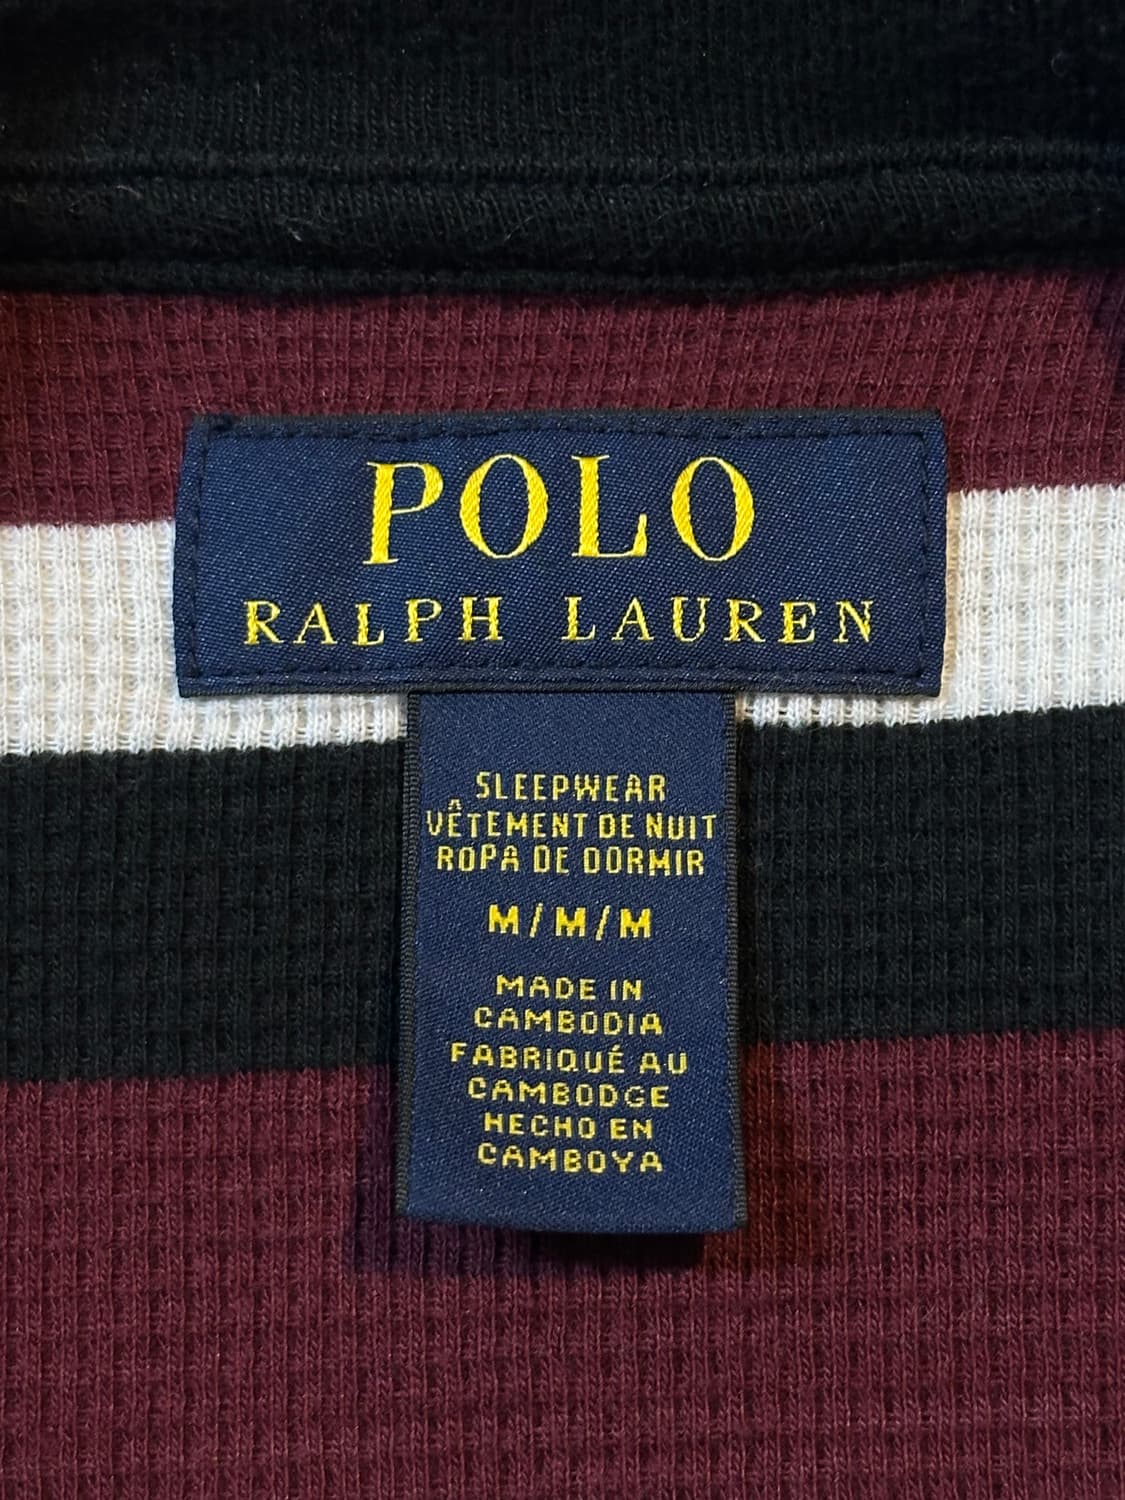 POLO
RALPH LAUREN
SLEEPWEAR
VÊTEMENT DE NUIT
ROPA DE DORMIR
M/M/M
MADE IN
CAMBODIA
FABRIQUÉ AU
CAMBODGE
HECHO EN
CAMBOYA